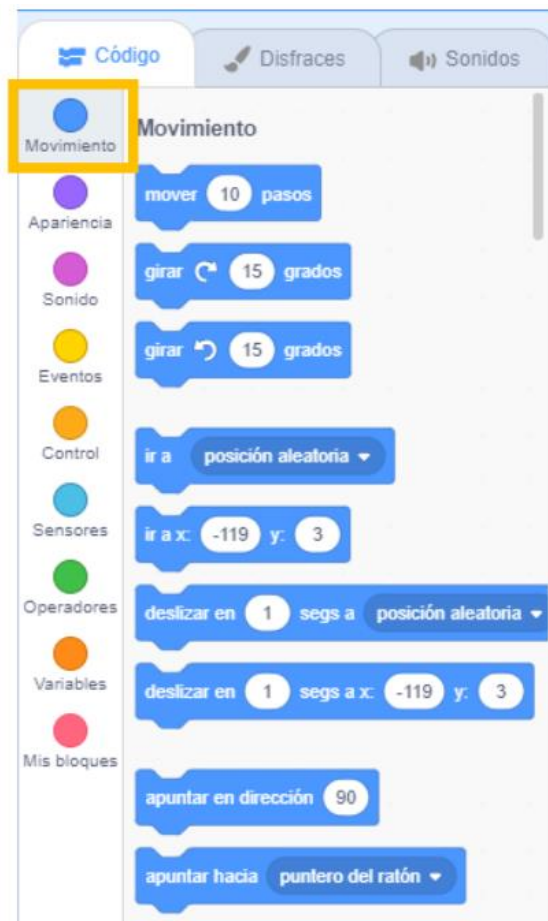 Código
Disfraces
Sonidos
Movimiento
Apariencia
Sonido
Eventos
Control
Sensores
Operadores
Variables
Mis bloques
Movimiento
mover 10 pasos
girar 15 grados
girar 15 grados
ir a posición aleatoria
ir a x: -119 y: 3
deslizar en 1 segs a posición aleatoria
deslizar en 1 segs a x: -119 y: 3
apuntar en dirección 90
apuntar hacia puntero del ratón